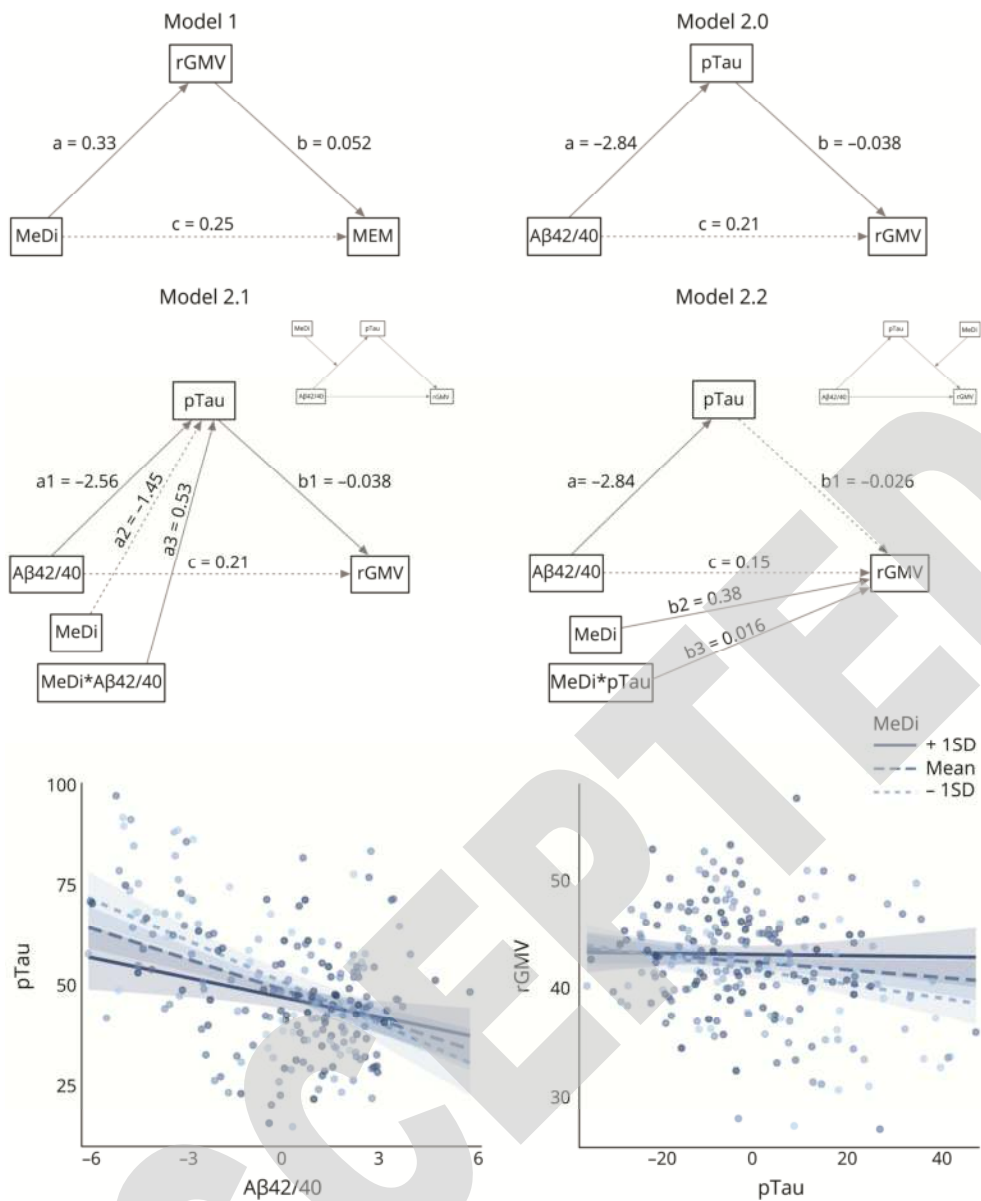 Model 1
rGMV
a = 0.33
b = 0.052
c = 0.25
MeDi
MEM
Model 2.0
pTau
a = −2.84
b = −0.038
c = 0.21
Aβ42/40
rGMV
Model 2.1
MeDi
pTau
Aβ42/40
rGMV
pTau
a1 = −2.56
a2 = −1.45
a3 = 0.53
b1 = −0.038
c = 0.21
Aβ42/40
rGMV
MeDi
MeDi*Aβ42/40
Model 2.2
pTau
MeDi
Aβ42/40
rGMV
pTau
a= −2.84
b1 = −0.026
c = 0.15
Aβ42/40
rGMV
b2 = 0.38
MeDi
b3 = 0.016
MeDi*pTau
MeDi
+ 1SD
Mean
− 1SD
100
75
50
25
pTau
−6 −3 0 3 6
Aβ42/40
50
40
30
rGMV
−20 0 20 40
pTau
CCEPTED